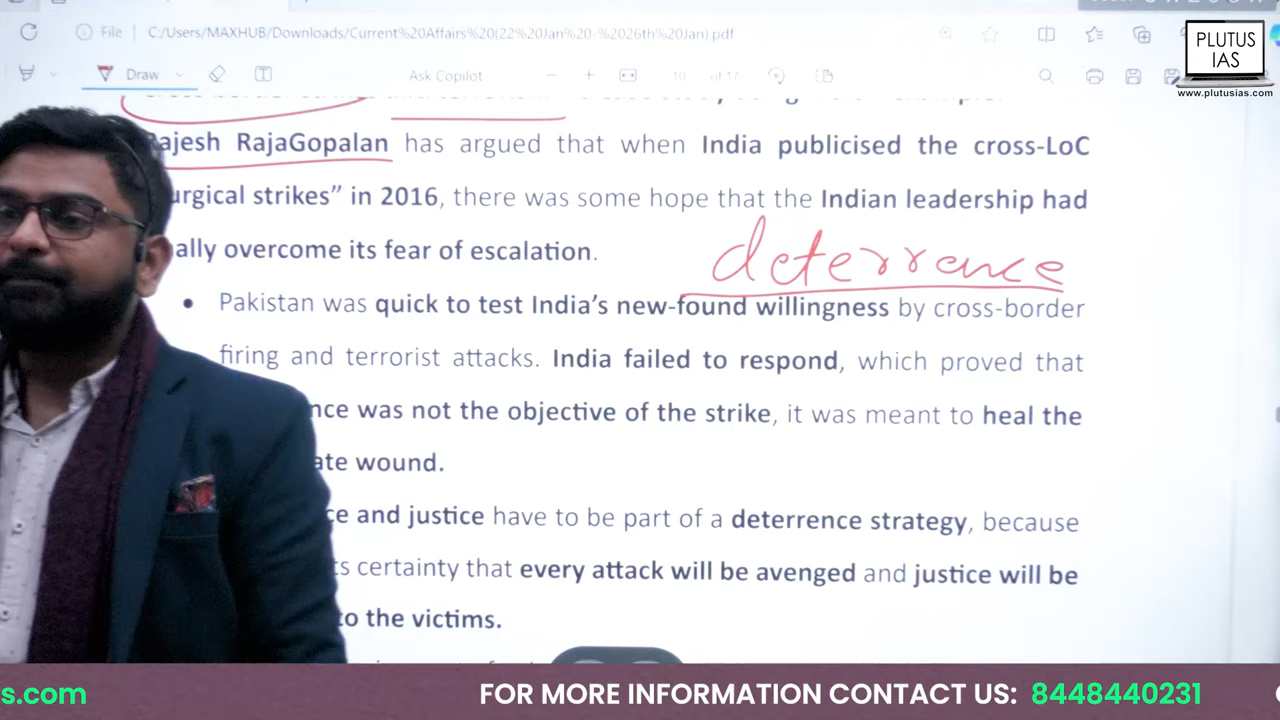 File C:/Users/MAXHUB/Downloads/Current%20Affairs(22%20Jan%20-%2026th%20Jan).pdf
PLUTUS
IAS
www.plutusias.com
Draw Ask Copilot 10 of 17
Rajesh RajaGopalan has argued that when India publicised the cross-LoC
urgical strikes” in 2016, there was some hope that the Indian leadership had
ally overcome its fear of escalation.
deterrence
• Pakistan was quick to test India’s new-found willingness by cross-border
firing and terrorist attacks. India failed to respond, which proved that
nce was not the objective of the strike, it was meant to heal the
ate wound.
ce and justice have to be part of a deterrence strategy, because
ts certainty that every attack will be avenged and justice will be
to the victims.
s.com FOR MORE INFORMATION CONTACT US: 8448440231